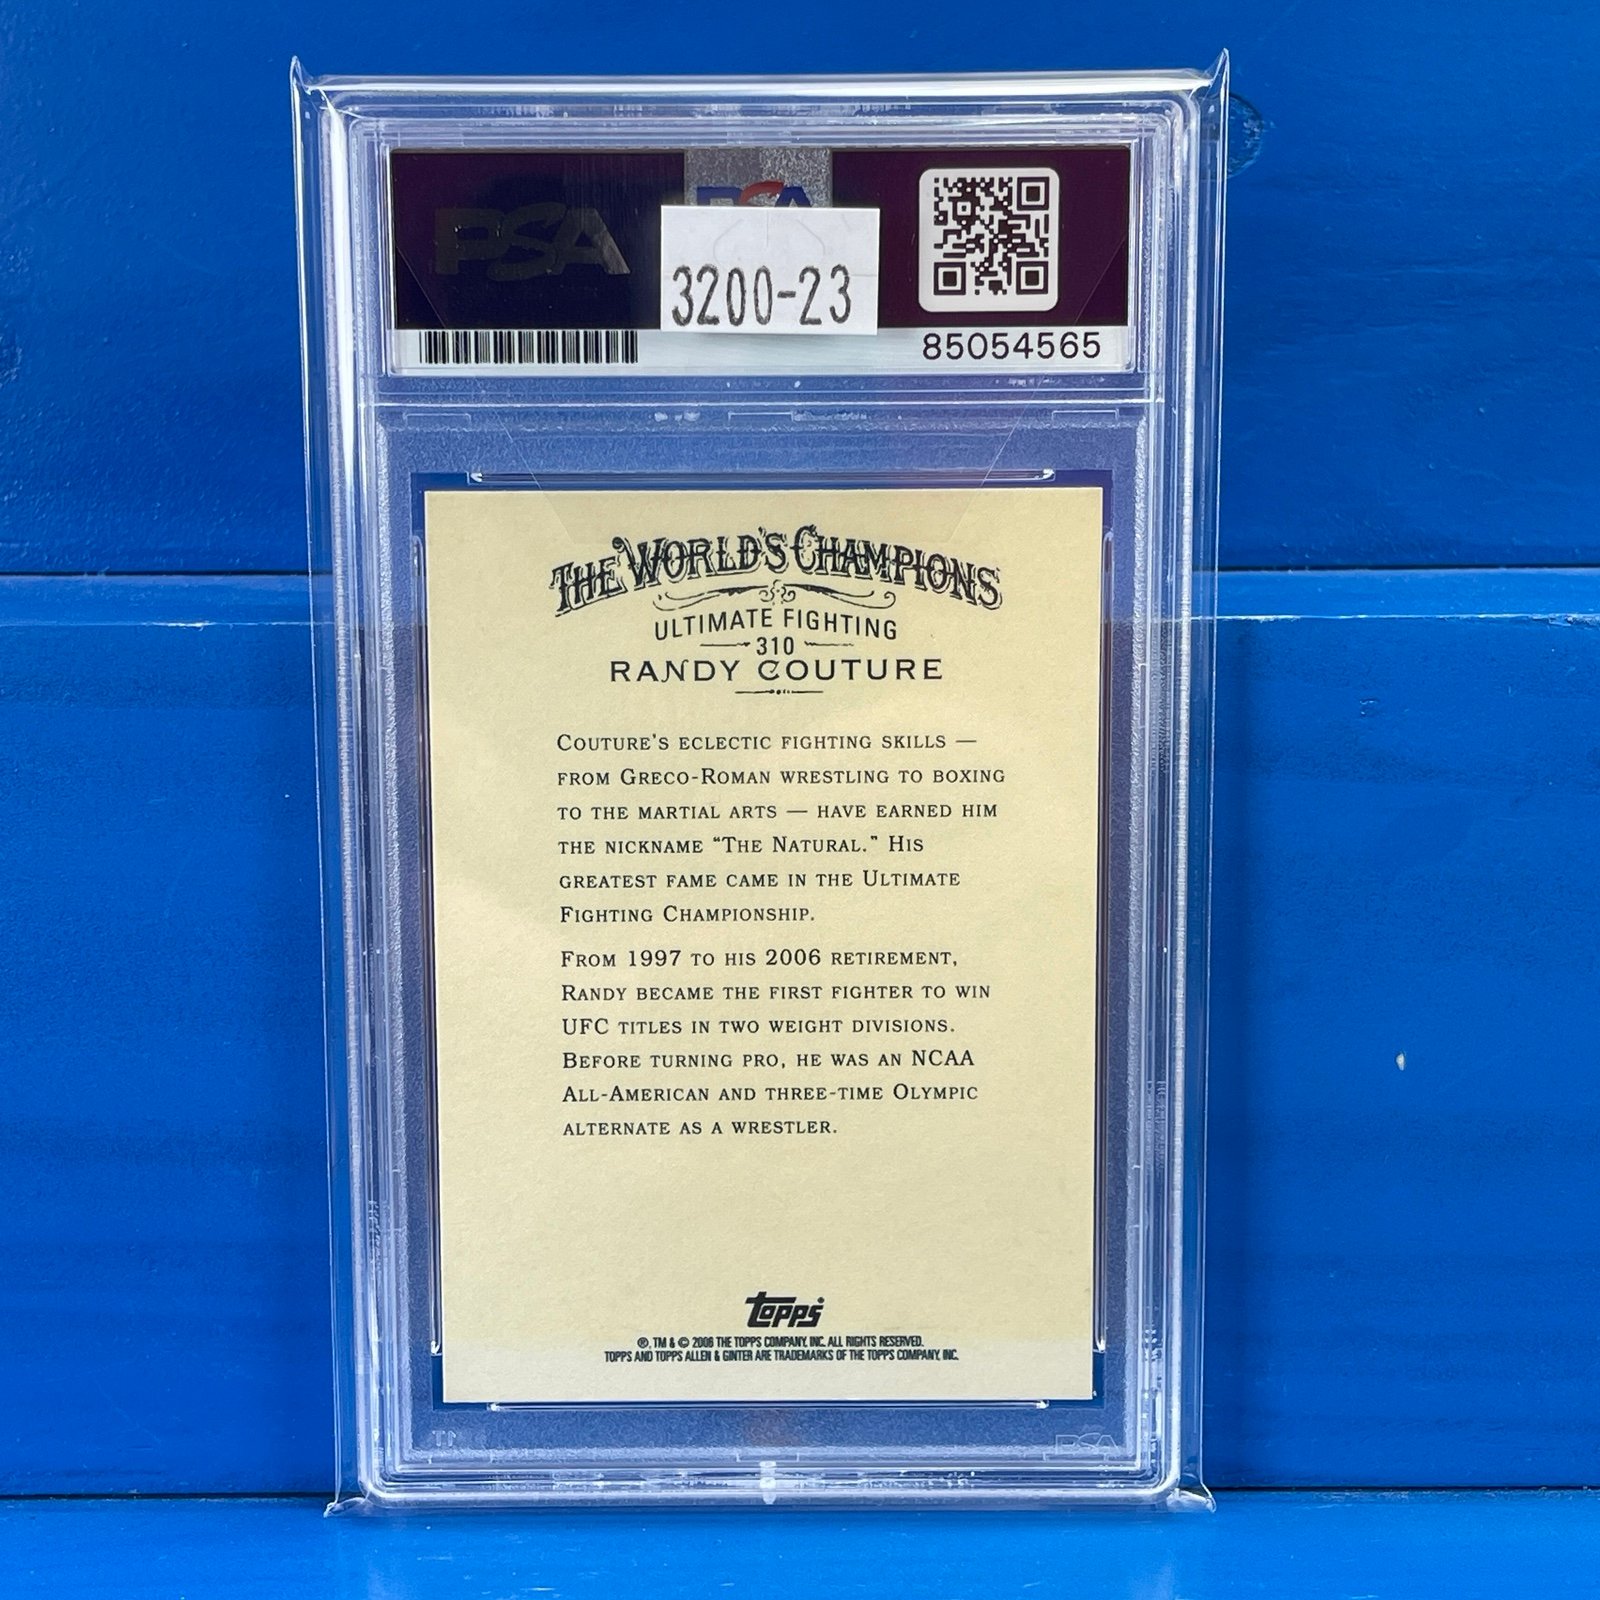 PSA
PSA
3200-23
85054565
THE WORLD'S CHAMPIONS
ULTIMATE FIGHTING
310
RANDY COUTURE
COUTURE'S ECLECTIC FIGHTING SKILLS —
FROM GRECO-ROMAN WRESTLING TO BOXING
TO THE MARTIAL ARTS — HAVE EARNED HIM
THE NICKNAME "THE NATURAL." HIS
GREATEST FAME CAME IN THE ULTIMATE
FIGHTING CHAMPIONSHIP.
FROM 1997 TO HIS 2006 RETIREMENT,
RANDY BECAME THE FIRST FIGHTER TO WIN
UFC TITLES IN TWO WEIGHT DIVISIONS.
BEFORE TURNING PRO, HE WAS AN NCAA
ALL-AMERICAN AND THREE-TIME OLYMPIC
ALTERNATE AS A WRESTLER.
Topps®
®, TM & © 2006 THE TOPPS COMPANY, INC. ALL RIGHTS RESERVED.
TOPPS AND TOPPS ALLEN & GINTER ARE TRADEMARKS OF THE TOPPS COMPANY, INC.
PSA